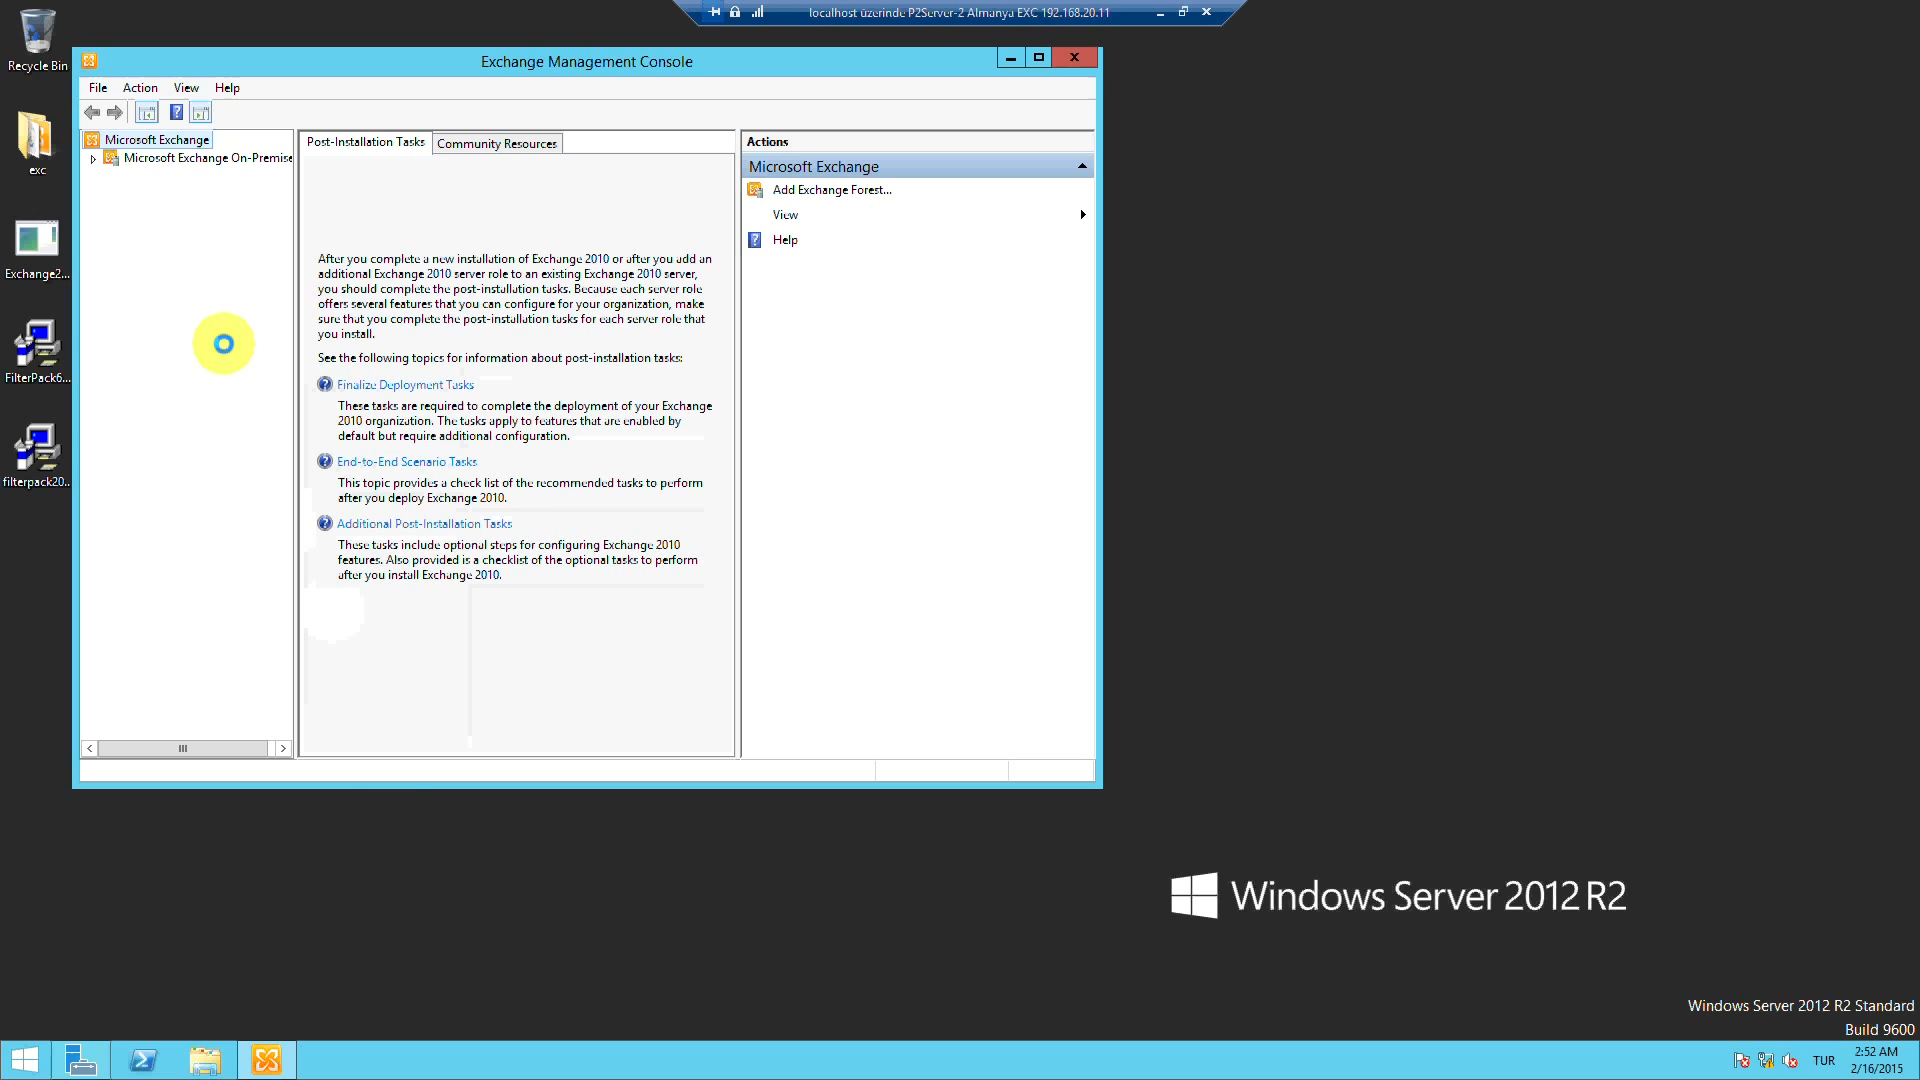 localhost üzerinde P2Server-2 Almanya EXC 192.168.20.11
Recycle Bin
exc
Exchange2...
FilterPack6...
filterpack20...
Exchange Management Console
File Action View Help
Microsoft Exchange
Microsoft Exchange On-Premise
Post-Installation Tasks
Community Resources
After you complete a new installation of Exchange 2010 or after you add an
additional Exchange 2010 server role to an existing Exchange 2010 server,
you should complete the post-installation tasks. Because each server role
offers several features that you can configure for your organization, make
sure that you complete the post-installation tasks for each server role that
you install.
See the following topics for information about post-installation tasks:
Finalize Deployment Tasks
These tasks are required to complete the deployment of your Exchange
2010 organization. The tasks apply to features that are enabled by
default but require additional configuration.
End-to-End Scenario Tasks
This topic provides a check list of the recommended tasks to perform
after you deploy Exchange 2010.
Additional Post-Installation Tasks
These tasks include optional steps for configuring Exchange 2010
features. Also provided is a checklist of the optional tasks to perform
after you install Exchange 2010.
Actions
Microsoft Exchange
Add Exchange Forest...
View
Help
Windows Server 2012 R2
Windows Server 2012 R2 Standard
Build 9600
TUR
2:52 AM
2/16/2015